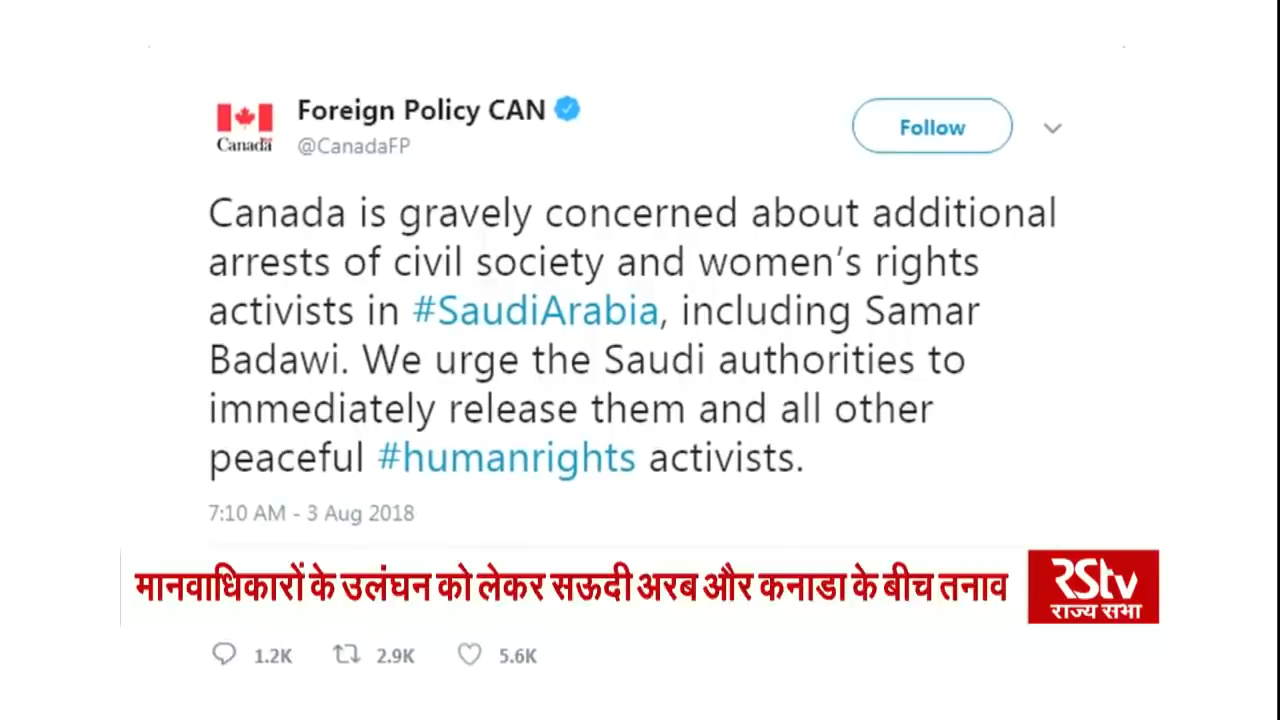 Foreign Policy CAN
Canada
@CanadaFP
Follow
Canada is gravely concerned about additional
arrests of civil society and women's rights
activists in #SaudiArabia, including Samar
Badawi. We urge the Saudi authorities to
immediately release them and all other
peaceful #humanrights activists.
7:10 AM - 3 Aug 2018
मानवाधिकारों के उलंघन को लेकर सऊदी अरब और कनाडा के बीच तनाव
RStv
राज्य सभा
1.2K 2.9K 5.6K